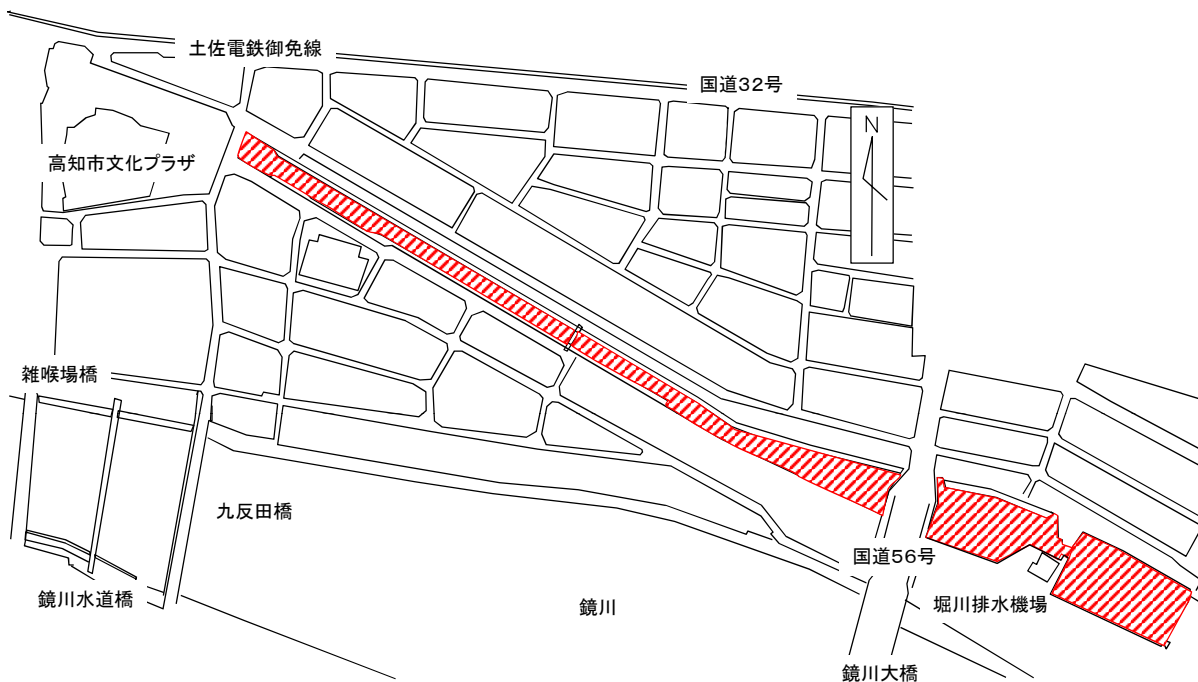 土佐電鉄御免線
国道32号
N
高知市文化プラザ
雑喉場橋
九反田橋
国道56号
鏡川水道橋
鏡川
堀川排水機場
鏡川大橋